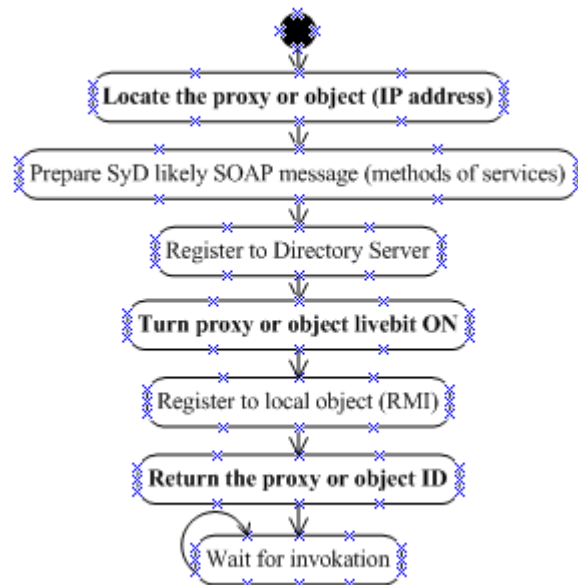 Locate the proxy or object (IP address)
Prepare SyD likely SOAP message (methods of services)
Register to Directory Server
Turn proxy or object livebit ON
Register to local object (RMI)
Return the proxy or object ID
Wait for invokation